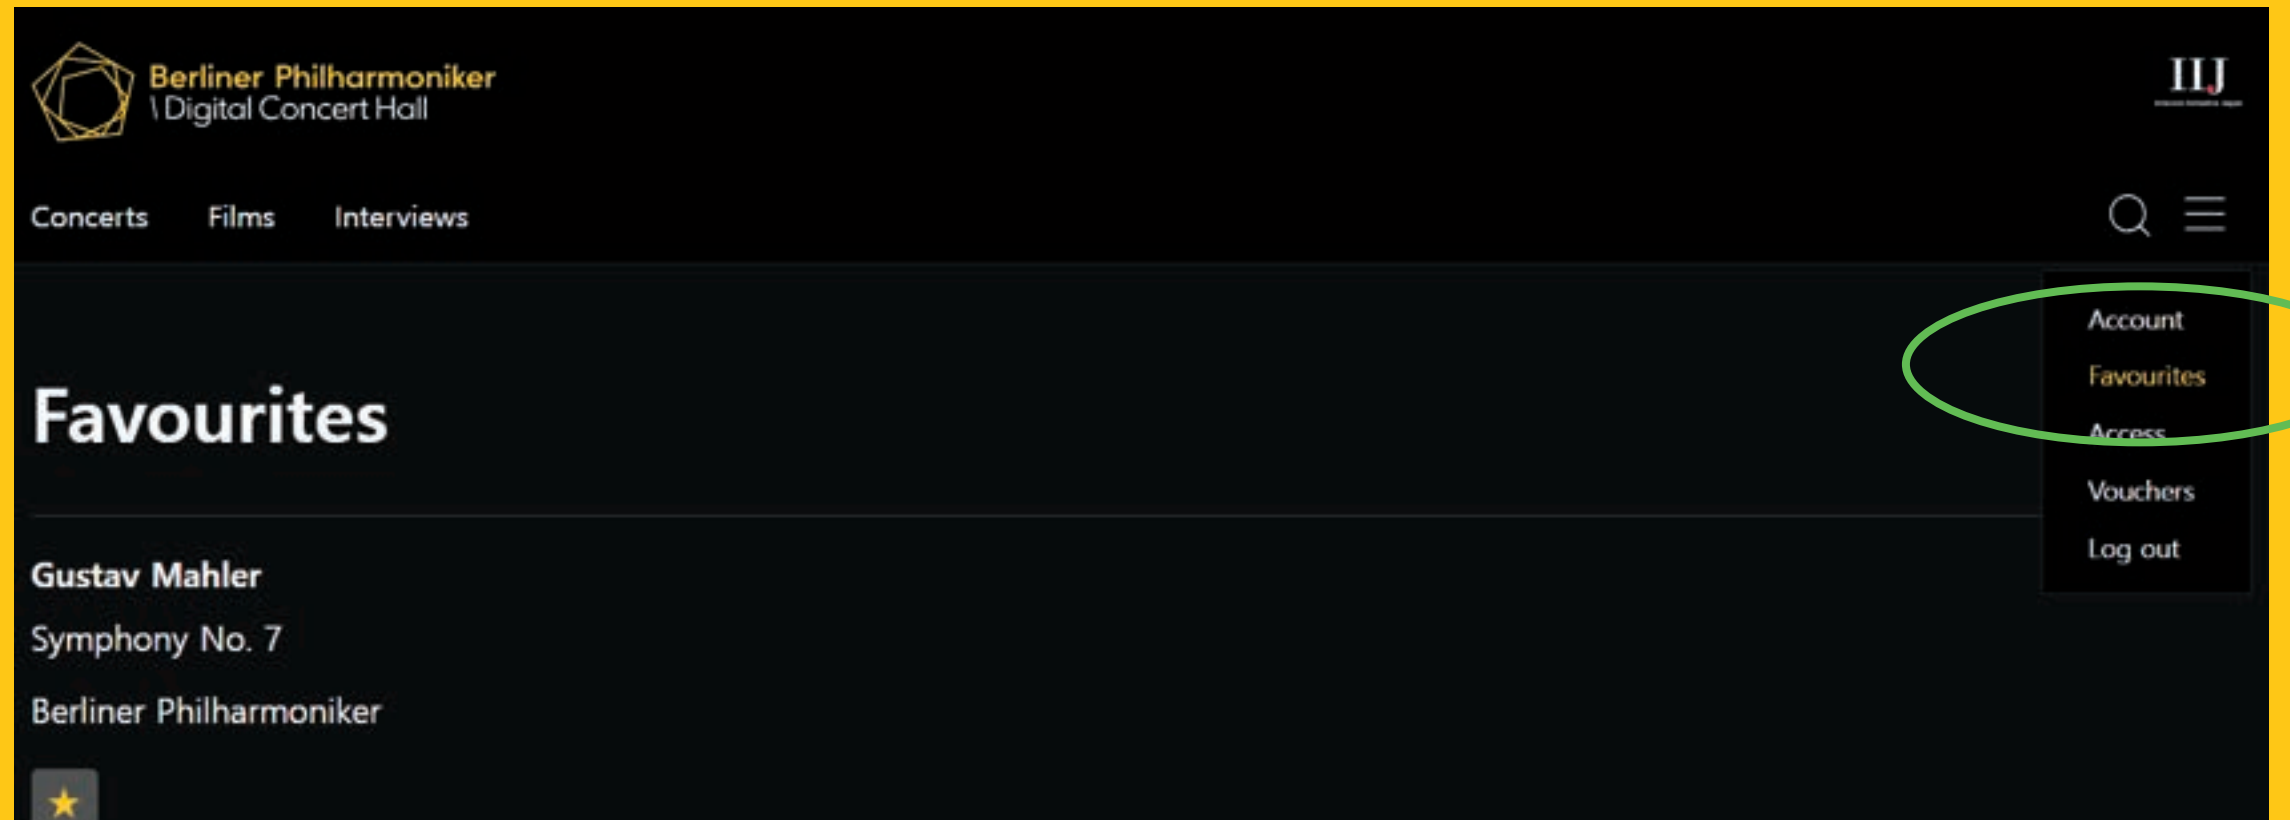 Berliner Philharmoniker
\ Digital Concert Hall
IIJ
Concerts
Films
Interviews
Account
Favourites
Access
Vouchers
Log out
Favourites
Gustav Mahler
Symphony No. 7
Berliner Philharmoniker